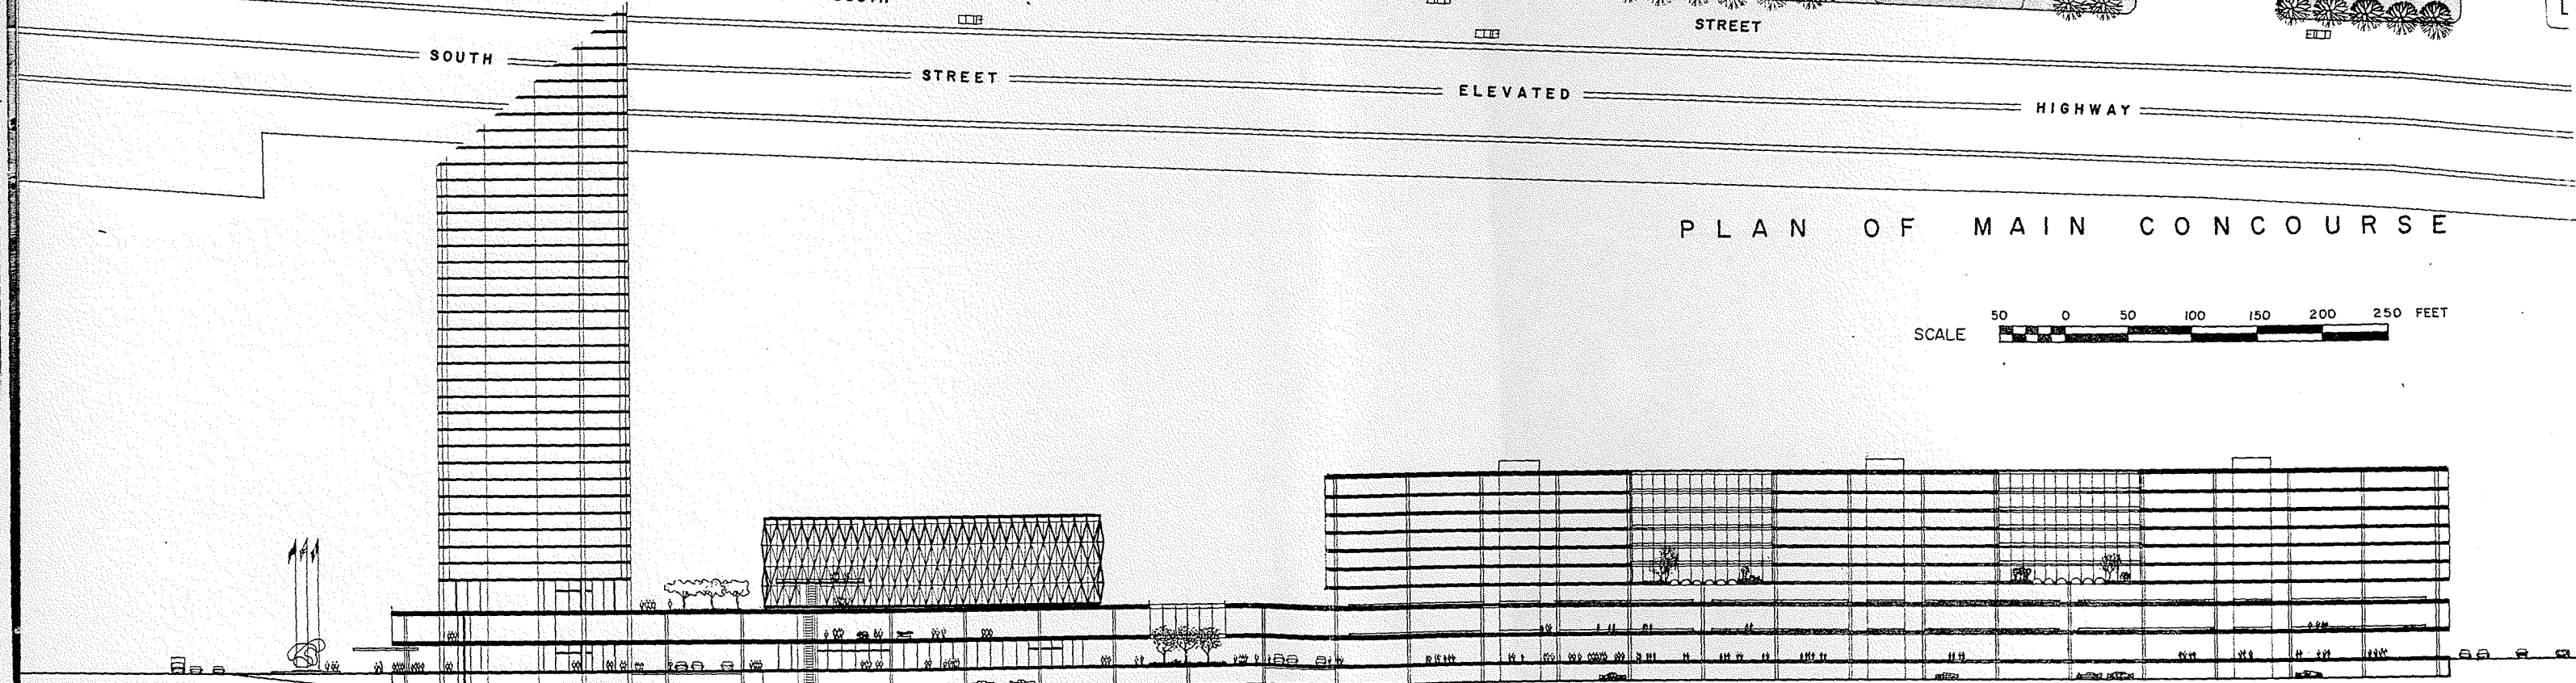 STREET
SOUTH STREET ELEVATED HIGHWAY
PLAN OF MAIN CONCOURSE
SCALE 50 0 50 100 150 200 250 FEET